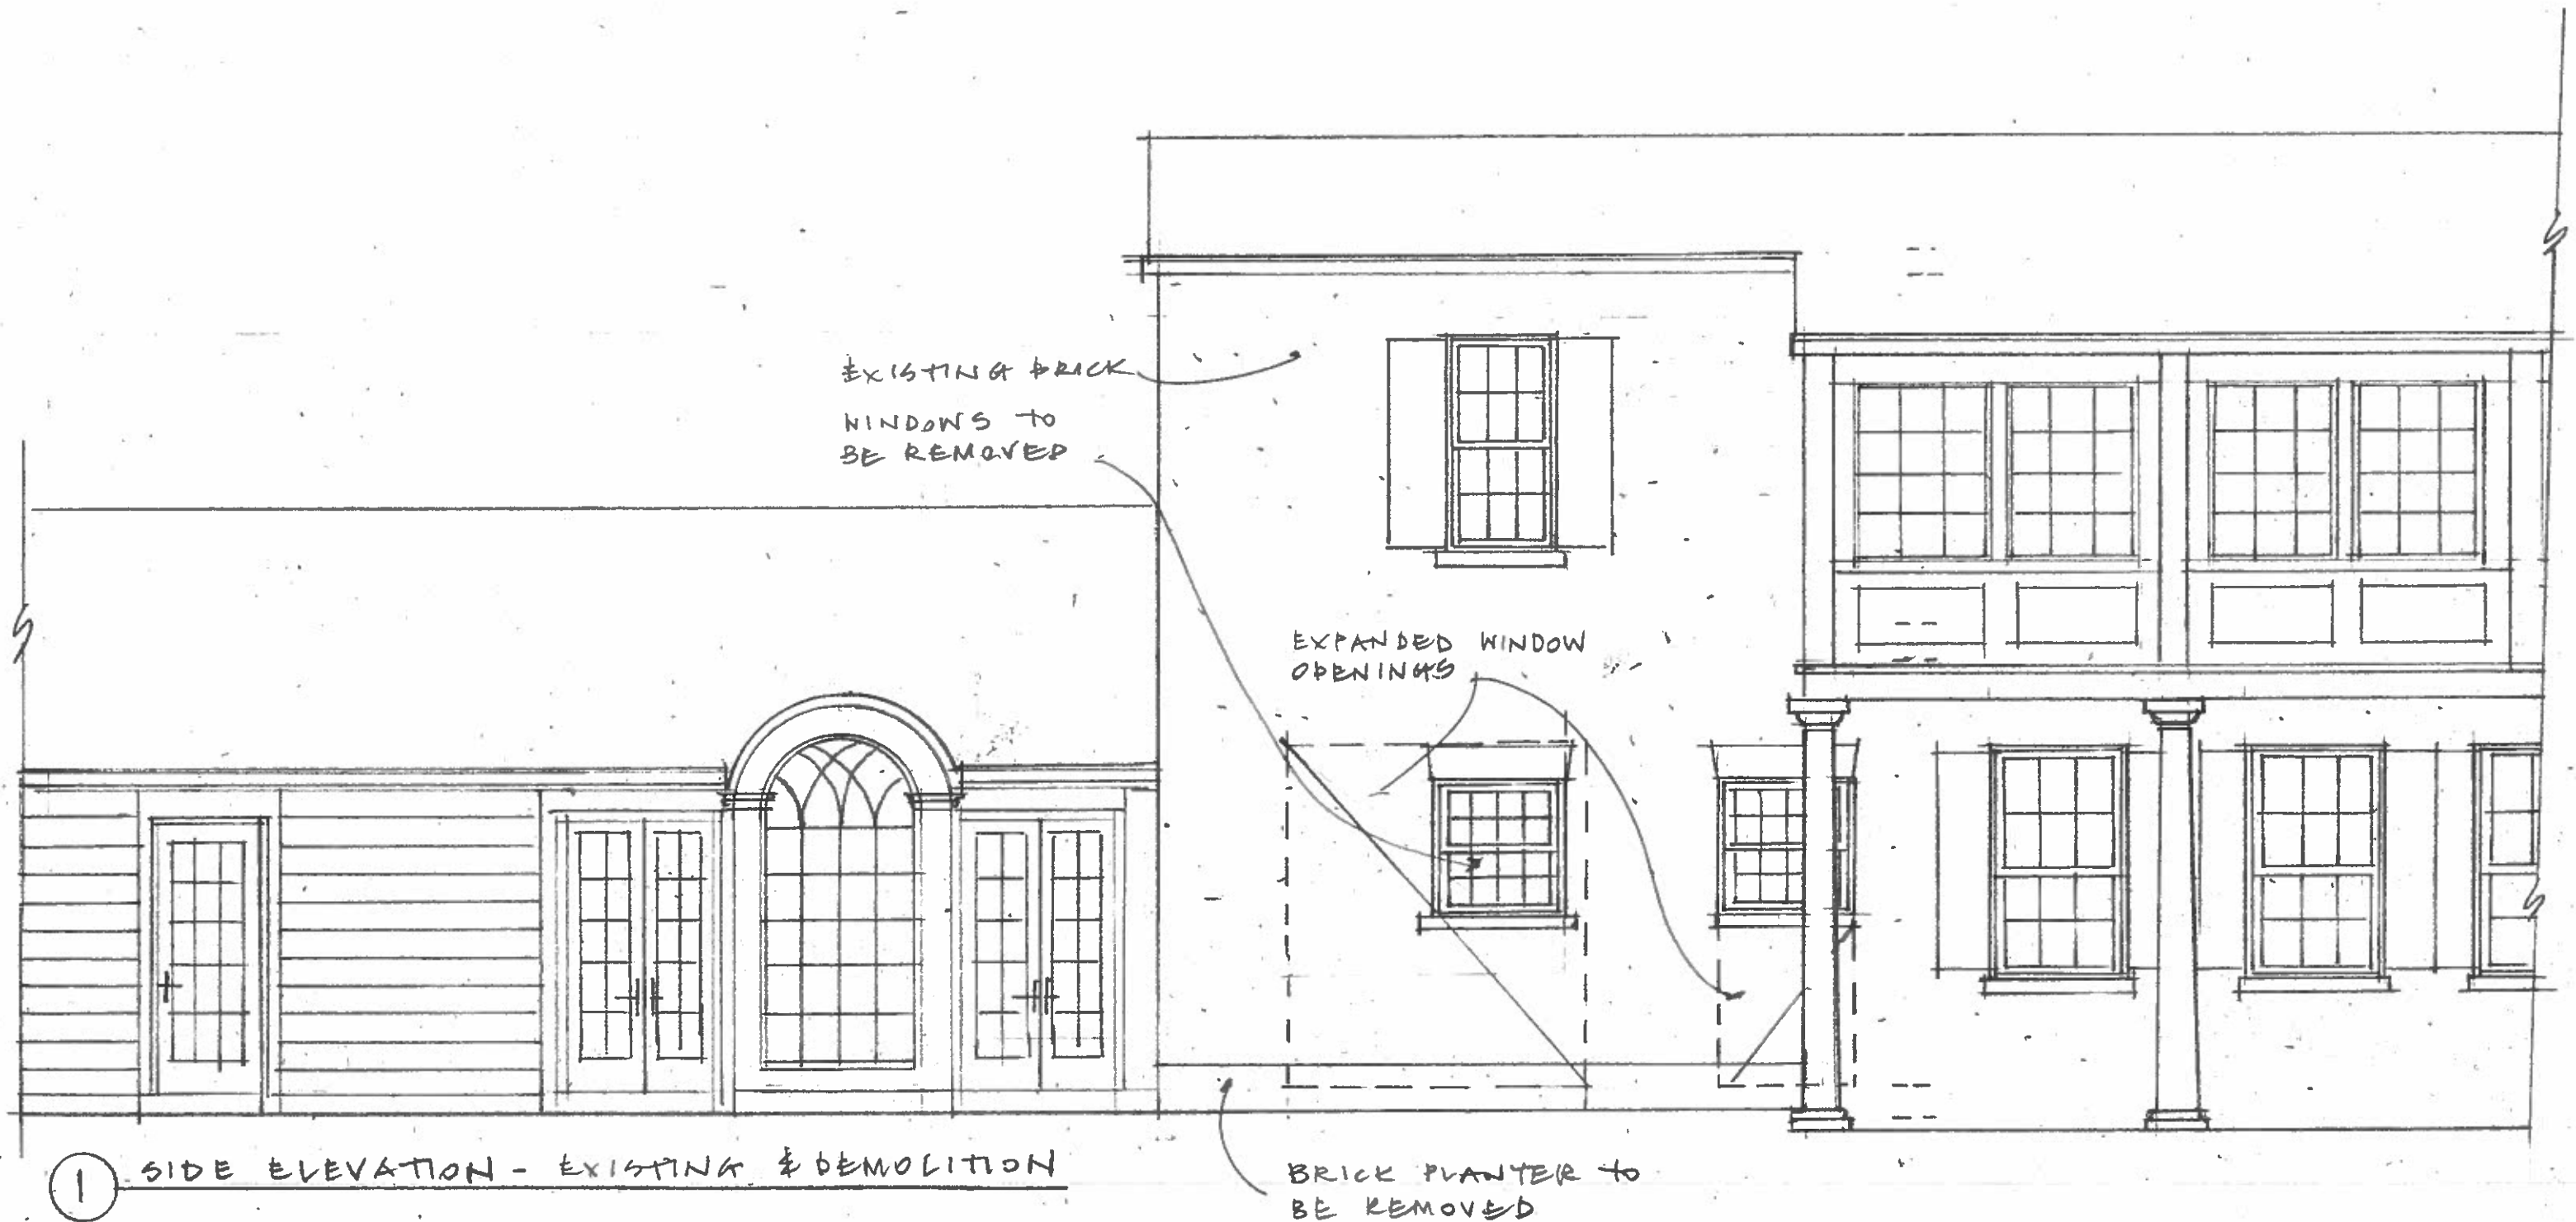 EXISTING BRICK
WINDOWS TO
BE REMOVED
EXPANDED WINDOW
OPENINGS
1 SIDE ELEVATION - EXISTING & DEMOLITION
BRICK PLANTER TO
BE REMOVED